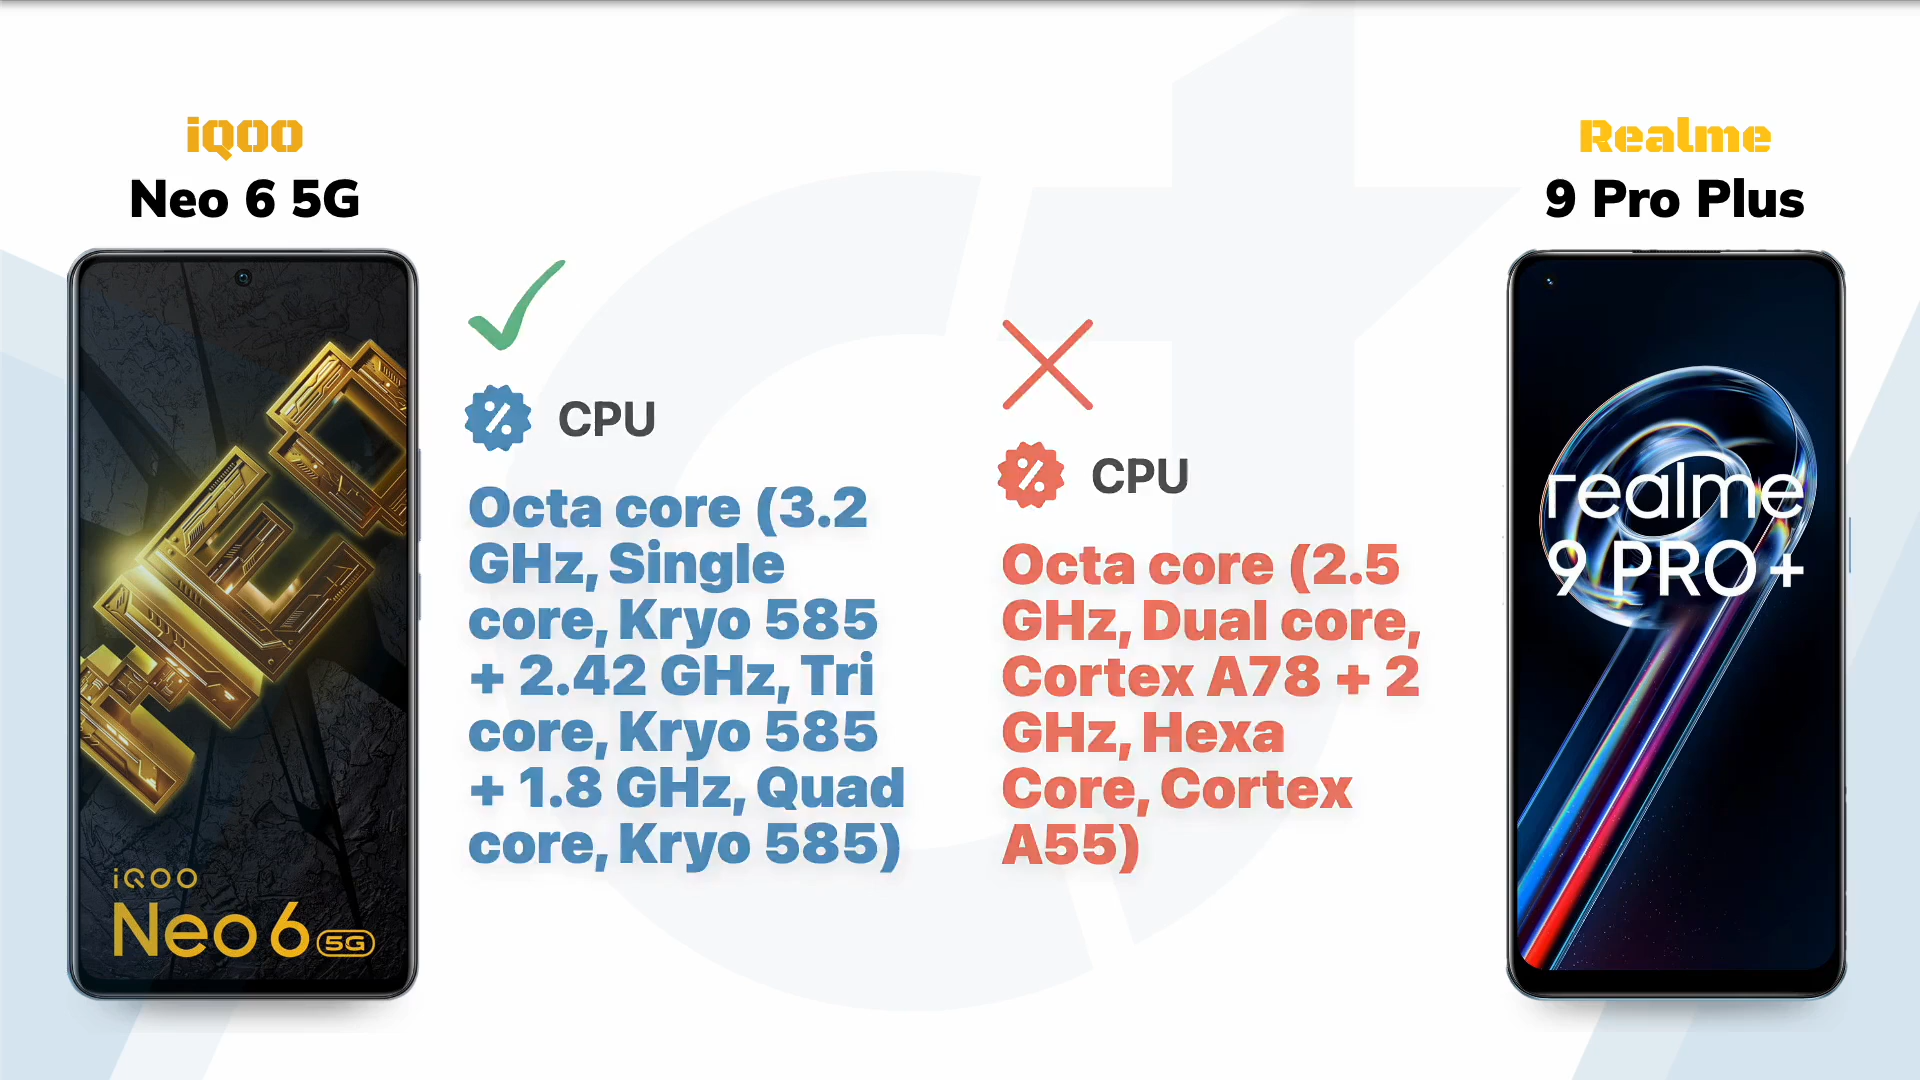 iQOO
Neo 6 5G
iQOO
Neo 6 5G
CPU
Octa core (3.2
GHz, Single
core, Kryo 585
+ 2.42 GHz, Tri
core, Kryo 585
+ 1.8 GHz, Quad
core, Kryo 585)
CPU
Octa core (2.5
GHz, Dual core,
Cortex A78 + 2
GHz, Hexa
Core, Cortex
A55)
Realme
9 Pro Plus
realme
9 PRO+